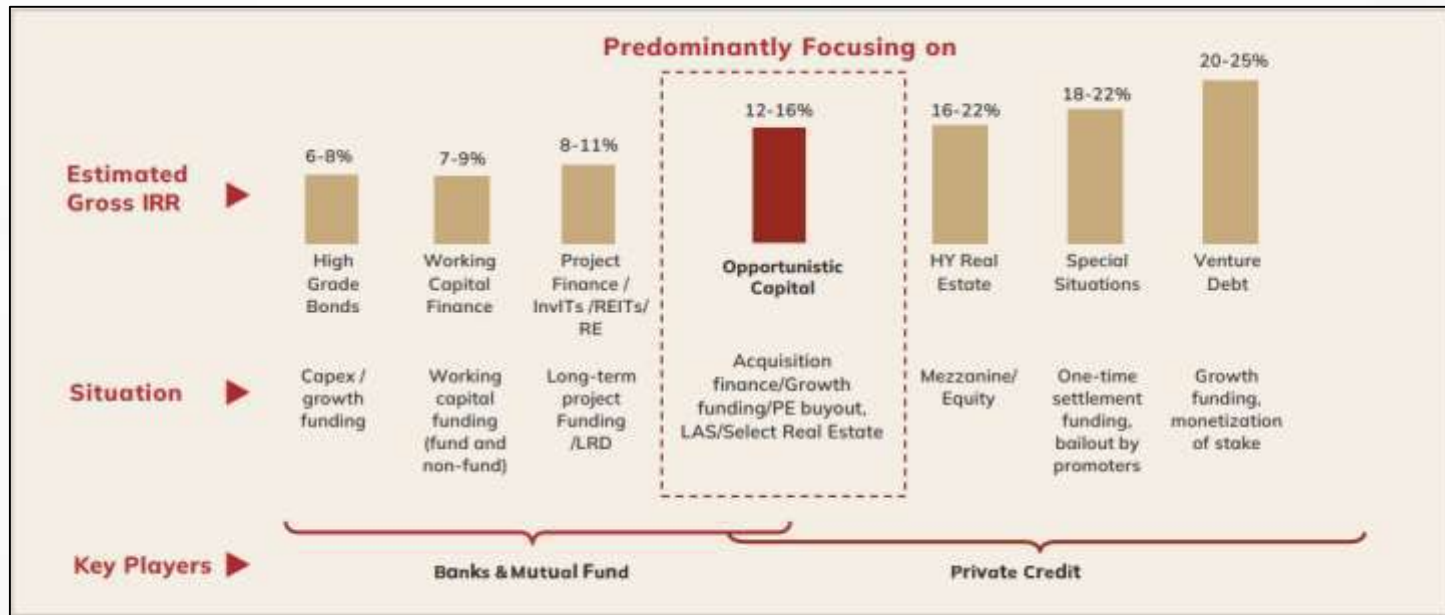 Predominantly Focusing on
Estimated
Gross IRR
6-8%
7-9%
8-11%
12-16%
16-22%
18-22%
20-25%
High
Grade
Bonds
Working
Capital
Finance
Project
Finance /
InvITs /REITs/
RE
Opportunistic
Capital
HY Real
Estate
Special
Situations
Venture
Debt
Situation
Capex /
growth
funding
Working
capital
funding
(fund and
non-fund)
Long-term
project
Funding
/LRD
Acquisition
finance/Growth
funding/PE buyout,
LAS/Select Real Estate
Mezzanine/
Equity
One-time
settlement
funding,
bailout by
promoters
Growth
funding,
monetization
of stake
Key Players
Banks & Mutual Fund
Private Credit